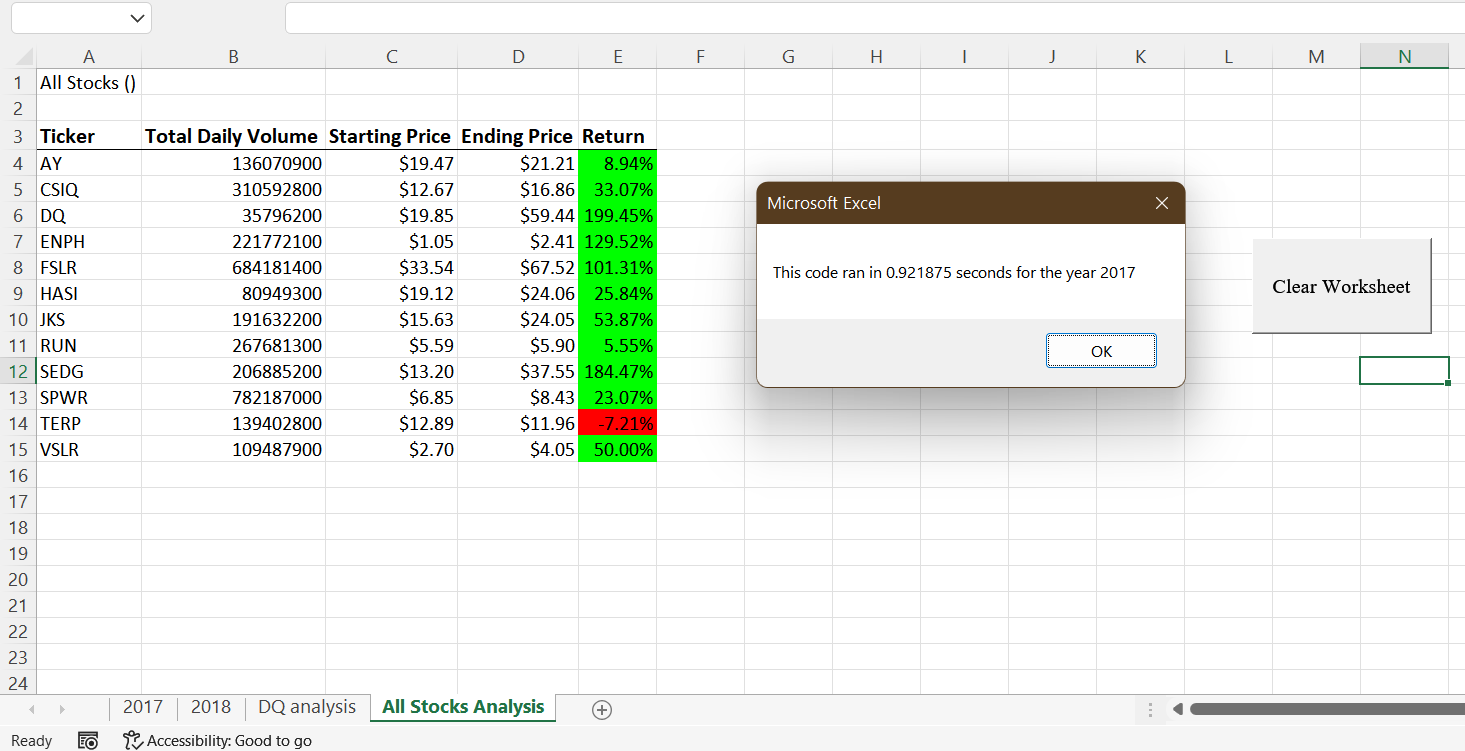 A B C D E F G H I J K L M N
1 All Stocks ()
2
3 Ticker Total Daily Volume Starting Price Ending Price Return
4 AY 136070900 $19.47 $21.21 8.94%
5 CSIQ 310592800 $12.67 $16.86 33.07%
6 DQ 35796200 $19.85 $59.44 199.45%
7 ENPH 221772100 $1.05 $2.41 129.52%
8 FSLR 684181400 $33.54 $67.52 101.31%
9 HASI 80949300 $19.12 $24.06 25.84%
10 JKS 191632200 $15.63 $24.05 53.87%
11 RUN 267681300 $5.59 $5.90 5.55%
12 SEDG 206885200 $13.20 $37.55 184.47%
13 SPWR 782187000 $6.85 $8.43 23.07%
14 TERP 139402800 $12.89 $11.96 -7.21%
15 VSLR 109487900 $2.70 $4.05 50.00%
16
17
18
19
20
21
22
23
24
Microsoft Excel
This code ran in 0.921875 seconds for the year 2017
OK
Clear Worksheet
2017 2018 DQ analysis All Stocks Analysis
Ready Accessibility: Good to go